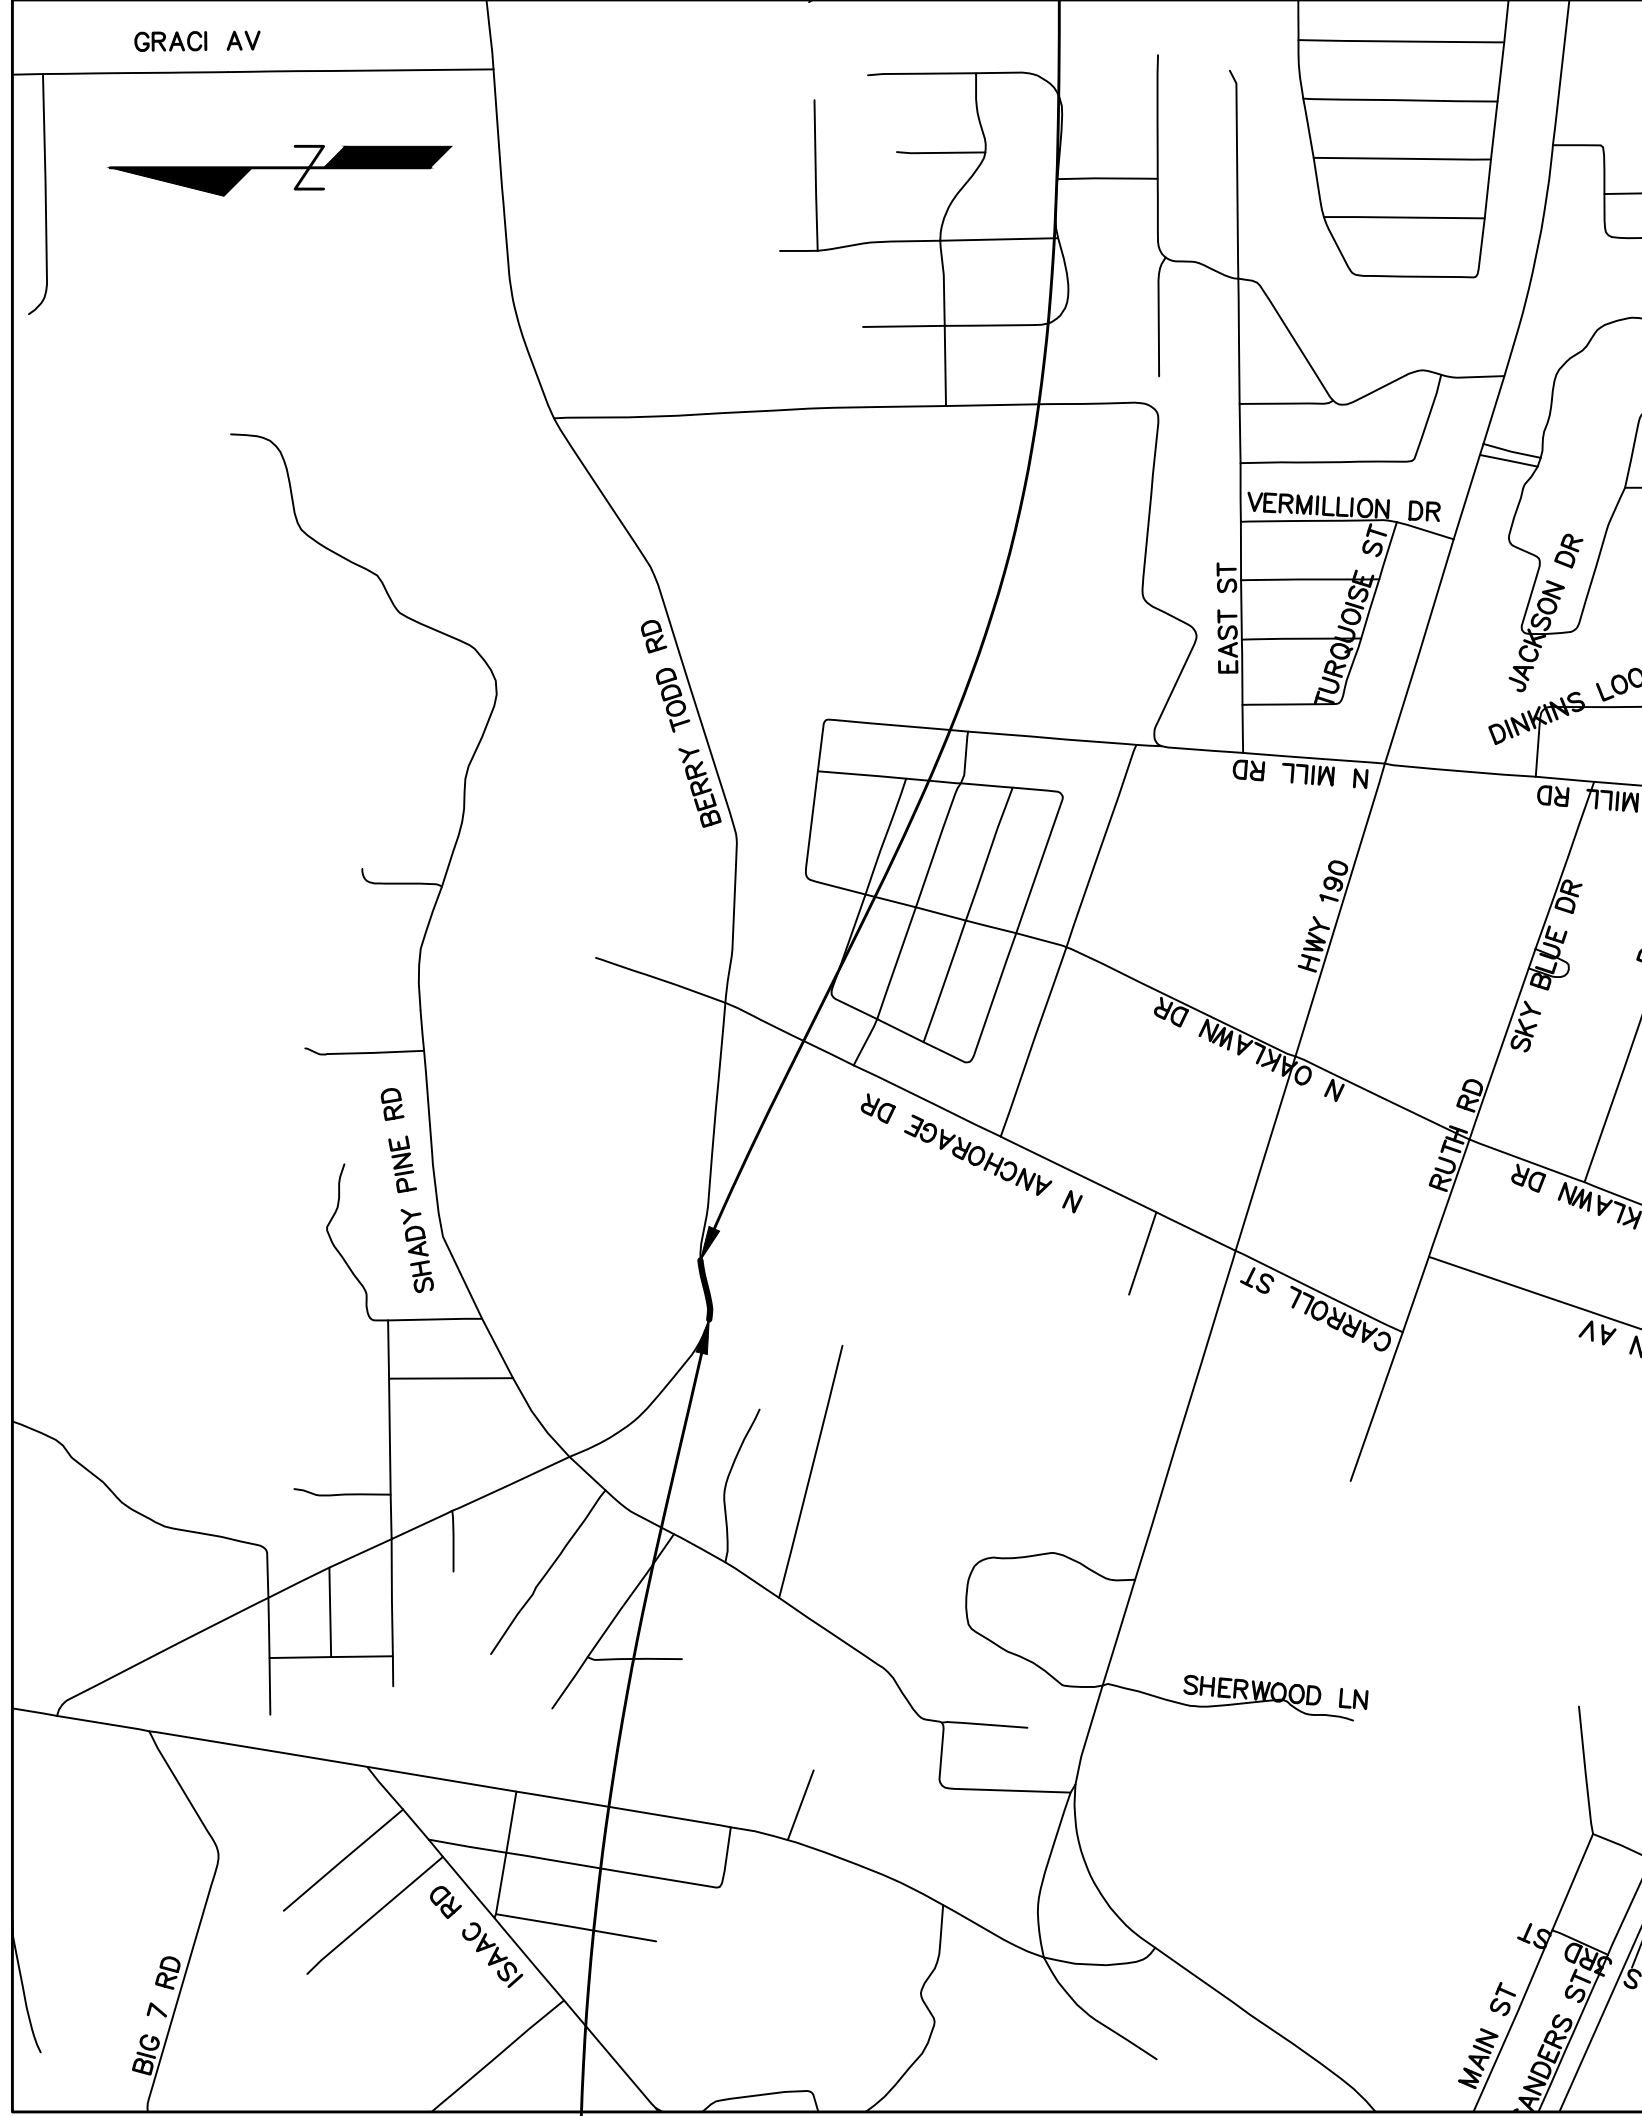 GRACI AV
Z
VERMILLION DR
TURQUOISE ST
EAST ST
JACKSON DR
BERRY TODD RD
DINKINS LOO
N MILL RD
MILL RD
HWY 190
SKY BLUE DR
N OAKLAWN DR
RUTH RD
SHADY PINE RD
N ANCHORAGE DR
KLAWN DR
CARROLL ST
N AV
SHERWOOD LN
ISAAC RD
3RD ST
S
BIG 7 RD
MAIN ST
ANDERS ST